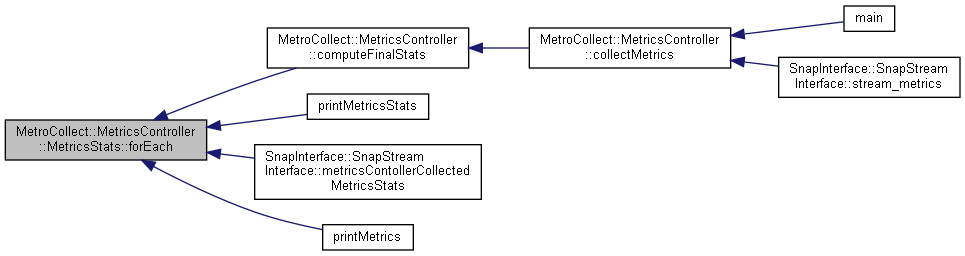 MetroCollect::MetricsController
::MetricsStats::forEach
MetroCollect::MetricsController
::computeFinalStats
MetroCollect::MetricsController
::collectMetrics
main
SnapInterface::SnapStream
Interface::stream_metrics
printMetricsStats
SnapInterface::SnapStream
Interface::metricsContollerCollected
MetricsStats
printMetrics